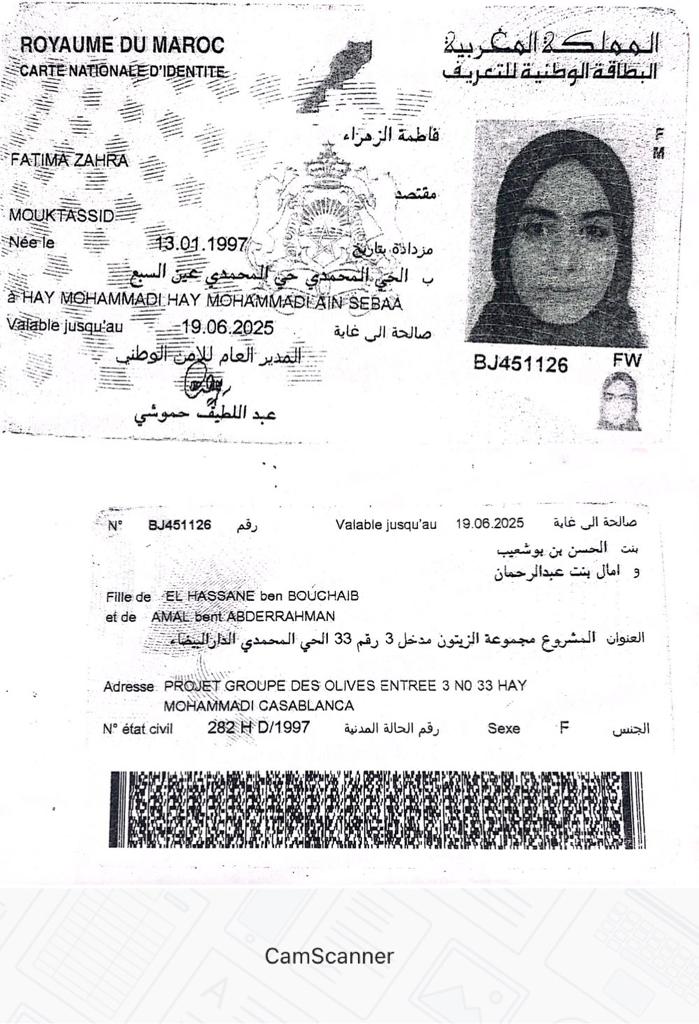 ROYAUME DU MAROC
المملكة المغربية
CARTE NATIONALE D'IDENTITE
البطاقة الوطنية للتعريف
فاطمة الزهراء
FATIMA ZAHRA
مقتصد
MOUKTASSID
Née le 13.01.1997 مزدادة بتاريخ
ب الحي المحمدي حي المحمدي عين السبع
à HAY MOHAMMADI HAY MOHAMMADI AIN SEBAA
Valable jusqu'au 19.06.2025 صالحة الى غاية
المدير العام للامن الوطني
عبد اللطيف حموشي
F
M
BJ451126 FW
N° BJ451126 رقم Valable jusqu'au 19.06.2025 صالحة الى غاية
بنت الحسن بن بوشعيب
و امال بنت عبدالرحمان
Fille de EL HASSANE ben BOUCHAIB
et de AMAL bent ABDERRAHMAN
العنوان المشروع مجموعة الزيتون مدخل 3 رقم 33 الحي المحمدي الدارالبيضاء
Adresse PROJET GROUPE DES OLIVES ENTREE 3 N0 33 HAY
MOHAMMADI CASABLANCA
N° état civil 282 H D/1997 رقم الحالة المدنية Sexe F الجنس
CamScanner